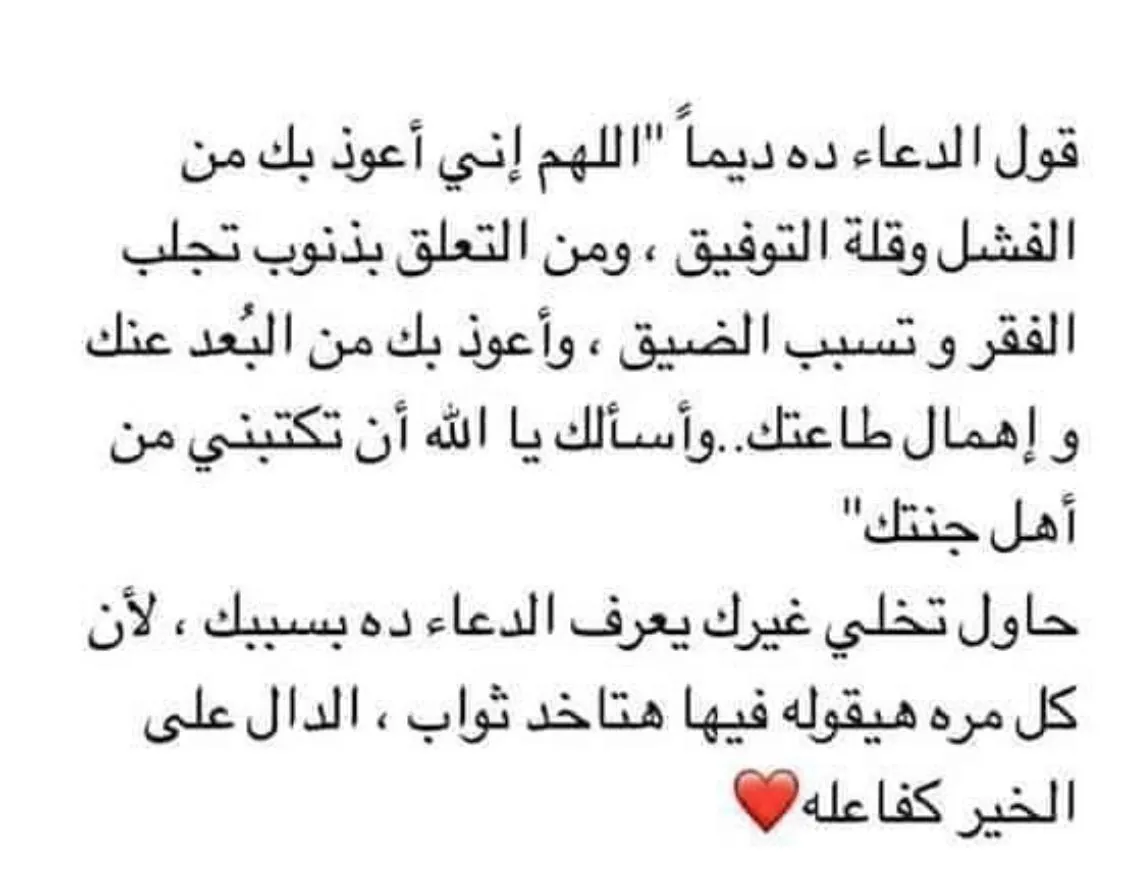 قول الدعاء ده ديماً "اللهم إني أعوذ بك من
الفشل وقلة التوفيق ، ومن التعلق بذنوب تجلب
الفقر و تسبب الضيق ، وأعوذ بك من البُعد عنك
و إهمال طاعتك..وأسألك يا الله أن تكتبني من
أهل جنتك"
حاول تخلي غيرك يعرف الدعاء ده بسببك ، لأن
كل مره هيقوله فيها هتاخد ثواب ، الدال على
الخير كفاعله❤️